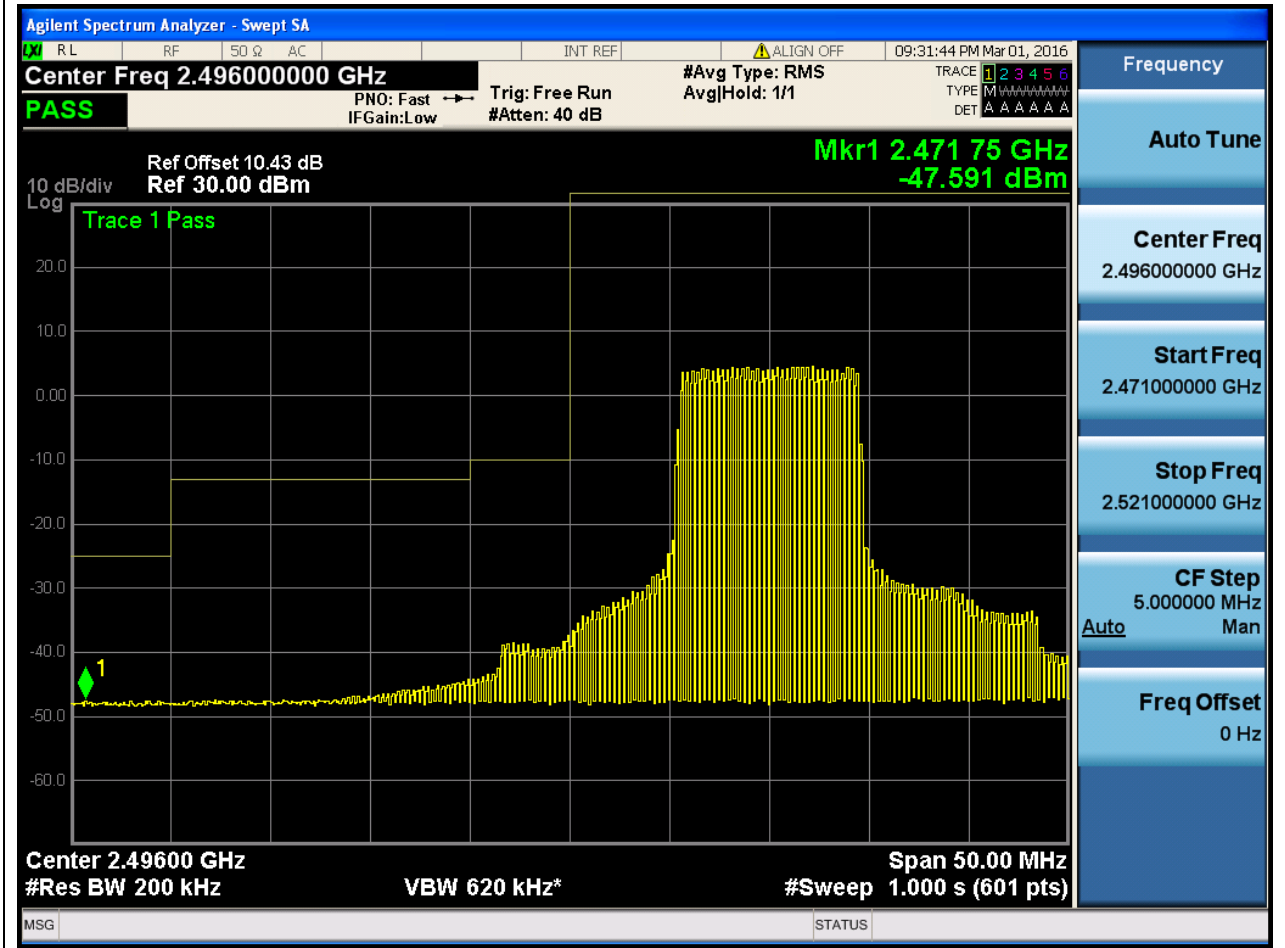 Agilent Spectrum Analyzer - Swept SA
LXI RL RF 50 Ω AC INT REF ALIGN OFF 09:31:44 PM Mar 01, 2016
Center Freq 2.496000000 GHz
PASS
PNO: Fast
IFGain:Low
Trig: Free Run
#Atten: 40 dB
#Avg Type: RMS
Avg|Hold: 1/1
TRACE 1 2 3 4 5 6
TYPE M
DET A A A A A A
Mkr1 2.471 75 GHz
-47.591 dBm
Ref Offset 10.43 dB
10 dB/div Ref 30.00 dBm
Log
Trace 1 Pass
20.0
10.0
0.00
-10.0
-20.0
-30.0
-40.0
-50.0
-60.0
1
Center 2.49600 GHz Span 50.00 MHz
#Res BW 200 kHz VBW 620 kHz* #Sweep 1.000 s (601 pts)
MSG STATUS
Frequency
Auto Tune
Center Freq
2.496000000 GHz
Start Freq
2.471000000 GHz
Stop Freq
2.521000000 GHz
CF Step
5.000000 MHz
Auto Man
Freq Offset
0 Hz